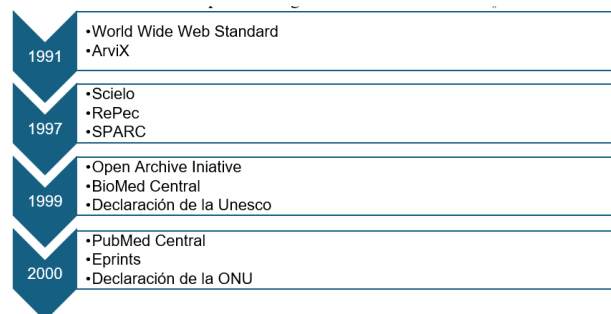 1991
•World Wide Web Standard
•ArviX
1997
•Scielo
•RePec
•SPARC
1999
•Open Archive Iniative
•BioMed Central
•Declaración de la Unesco
2000
•PubMed Central
•Eprints
•Declaración de la ONU